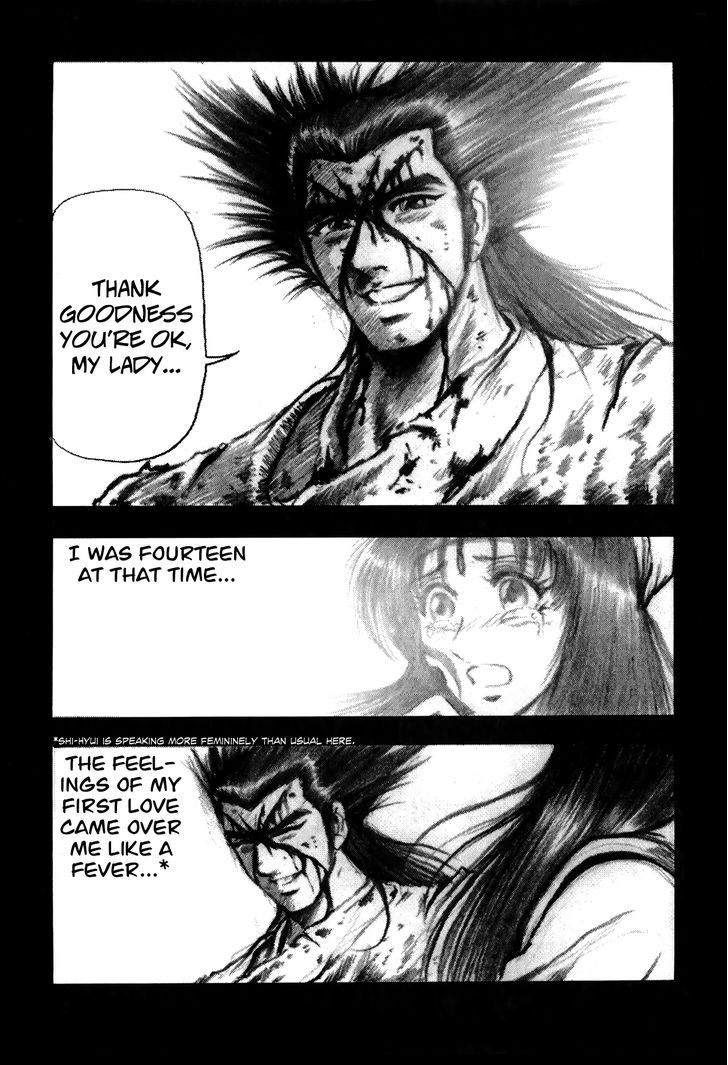 THANK
GOODNESS
YOU'RE OK,
MY LADY...
I WAS FOURTEEN
AT THAT TIME...
*SHI-HYUI IS SPEAKING MORE FEMININELY THAN USUAL HERE.
THE FEEL-
INGS OF MY
FIRST LOVE
CAME OVER
ME LIKE A
FEVER...*